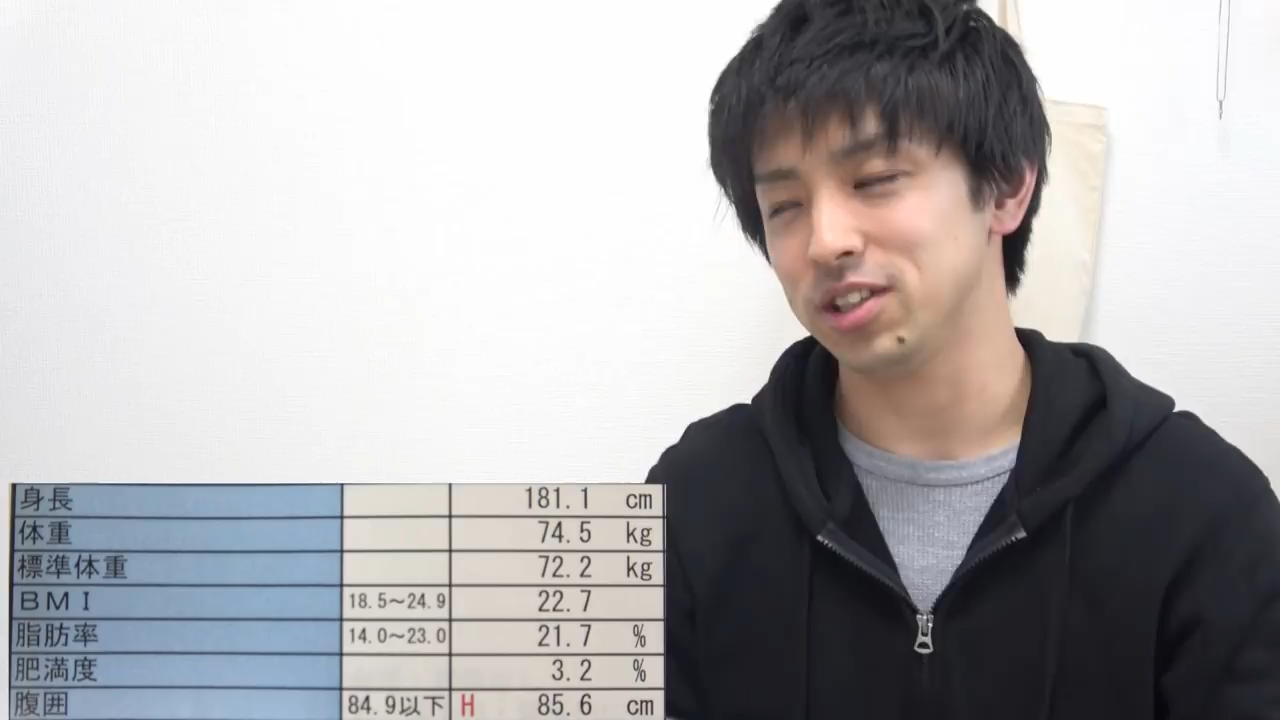 身長 181.1 cm
体重 74.5 kg
標準体重 72.2 kg
BMI 18.5～24.9 22.7
脂肪率 14.0～23.0 21.7 %
肥満度 3.2 %
腹囲 84.9以下 H 85.6 cm